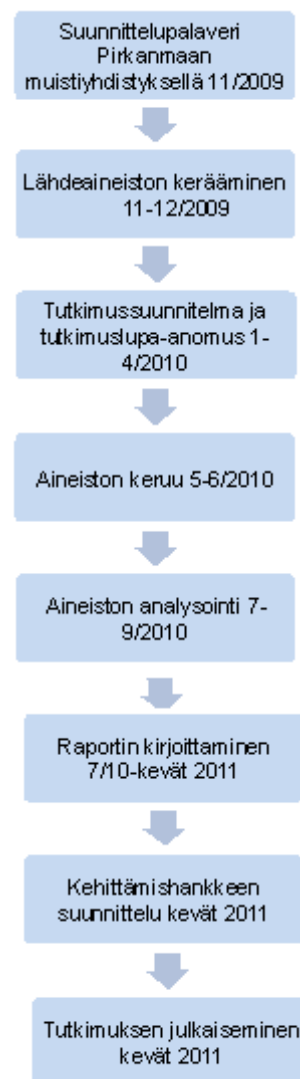 Suunnittelupalaveri
Pirkanmaan
muistiyhdistyksellä 11/2009
Lähdeaineiston kerääminen
11-12/2009
Tutkimussuunnitelma ja
tutkimuslupa-anomus 1-
4/2010
Aineiston keruu 5-6/2010
Aineiston analysointi 7-
9/2010
Raportin kirjoittaminen
7/10-kevät 2011
Kehittämishankkeen
suunnittelu kevät 2011
Tutkimuksen julkaiseminen
kevät 2011